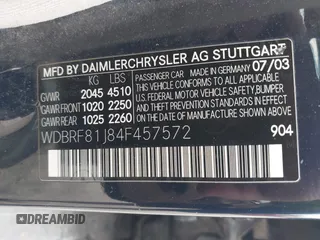 MFD BY DAIMLERCHRYSLER AG STUTTGART
MADE IN GERMANY 07/03
KG LBS
GVWR 2045 4510
GAWR FRONT 1020 2250
GAWR REAR 1025 2260
THIS VEHICLE CONFORMS TO ALL
APPLICABLE U.S. FEDERAL MOTOR
VEHICLE SAFETY, BUMPER,
AND THEFT PREVENTION
STANDARDS IN EFFECT ON THE
DATE OF MANUFACTURE
SHOWN ABOVE
WDBRF81J84F457572
904
DREAMBID